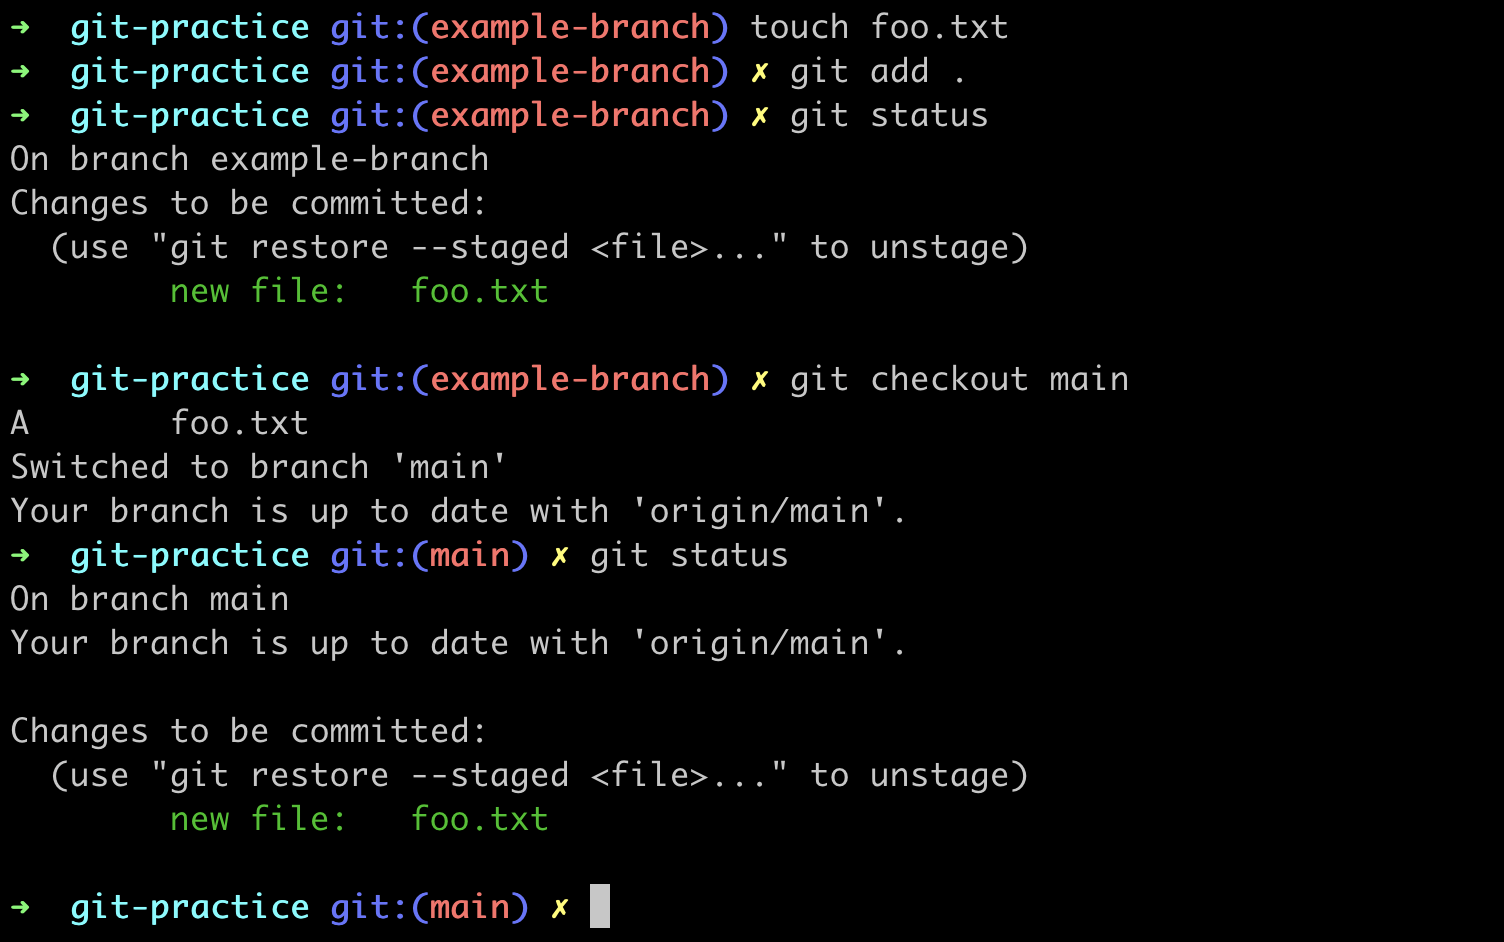 ➜  git-practice git:(example-branch) touch foo.txt
➜  git-practice git:(example-branch) ✗ git add .
➜  git-practice git:(example-branch) ✗ git status
On branch example-branch
Changes to be committed:
  (use "git restore --staged <file>..." to unstage)
        new file:   foo.txt

➜  git-practice git:(example-branch) ✗ git checkout main
A       foo.txt
Switched to branch 'main'
Your branch is up to date with 'origin/main'.
➜  git-practice git:(main) ✗ git status
On branch main
Your branch is up to date with 'origin/main'.

Changes to be committed:
  (use "git restore --staged <file>..." to unstage)
        new file:   foo.txt

➜  git-practice git:(main) ✗